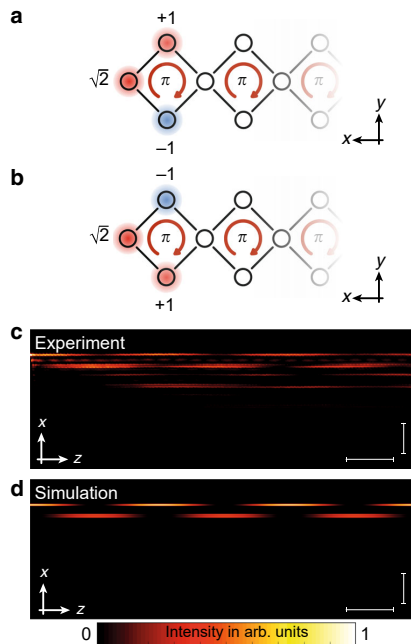 a
+1
√2
π
π
π
–1
y
x
b
–1
√2
π
π
π
+1
y
x
c
Experiment
x
z
d
Simulation
x
z
0
Intensity in arb. units
1